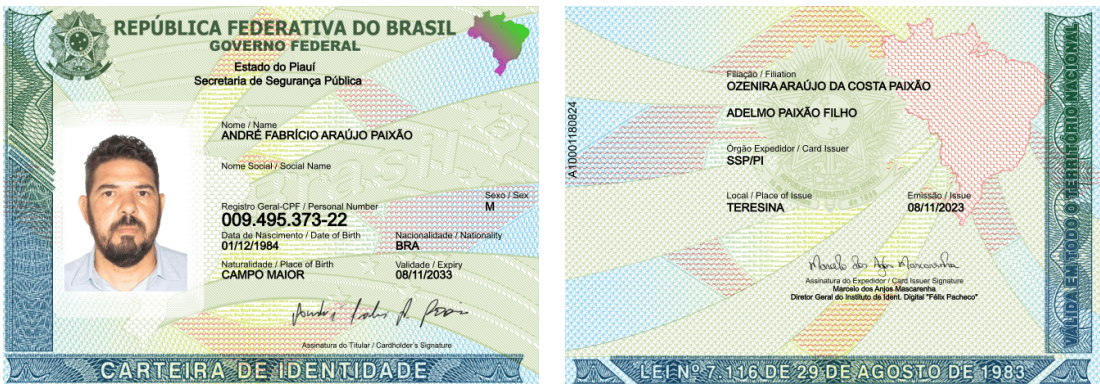 REPÚBLICA FEDERATIVA DO BRASIL
GOVERNO FEDERAL
Estado do Piauí
Secretaria de Segurança Pública
Nome / Name
ANDRÉ FABRÍCIO ARAÚJO PAIXÃO
Nome Social / Social Name
Registro Geral-CPF / Personal Number
009.495.373-22
Sexo / Sex
M
Data de Nascimento / Date of Birth
01/12/1984
Nacionalidade / Nationality
BRA
Naturalidade / Place of Birth
CAMPO MAIOR
Validade / Expiry
08/11/2033
Assinatura do Titular / Cardholder's Signature
CARTEIRA DE IDENTIDADE
A10001180824
Filiação / Filiation
OZENIRA ARAÚJO DA COSTA PAIXÃO
ADELMO PAIXÃO FILHO
Órgão Expedidor / Card Issuer
SSP/PI
Local / Place of Issue
TERESINA
Emissão / Issue
08/11/2023
Marcelo dos Anjos Mascarenha
Assinatura do Expedidor / Card Issuer Signature
Marcelo dos Anjos Mascarenha
Diretor Geral do Instituto de Ident. Digital "Félix Pacheco"
VÁLIDA EM TODO O TERRITÓRIO NACIONAL
LEI Nº 7.116 DE 29 DE AGOSTO DE 1983